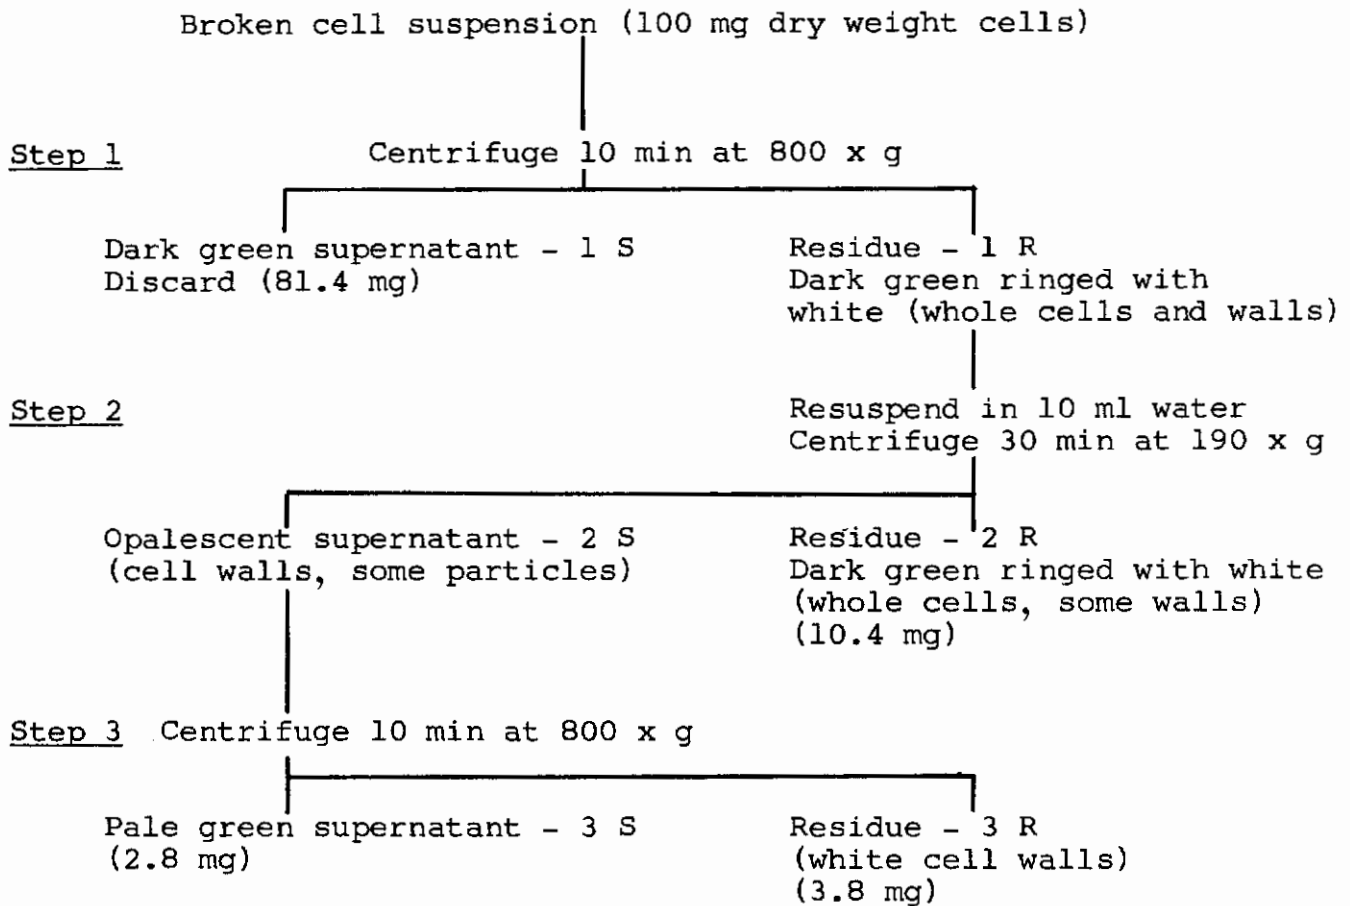 Broken cell suspension (100 mg dry weight cells)
Step 1
Centrifuge 10 min at 800 x g
Dark green supernatant - 1 S
Discard (81.4 mg)
Residue - 1 R
Dark green ringed with
white (whole cells and walls)
Step 2
Resuspend in 10 ml water
Centrifuge 30 min at 190 x g
Opalescent supernatant - 2 S
(cell walls, some particles)
Residue - 2 R
Dark green ringed with white
(whole cells, some walls)
(10.4 mg)
Step 3 Centrifuge 10 min at 800 x g
Pale green supernatant - 3 S
(2.8 mg)
Residue - 3 R
(white cell walls)
(3.8 mg)